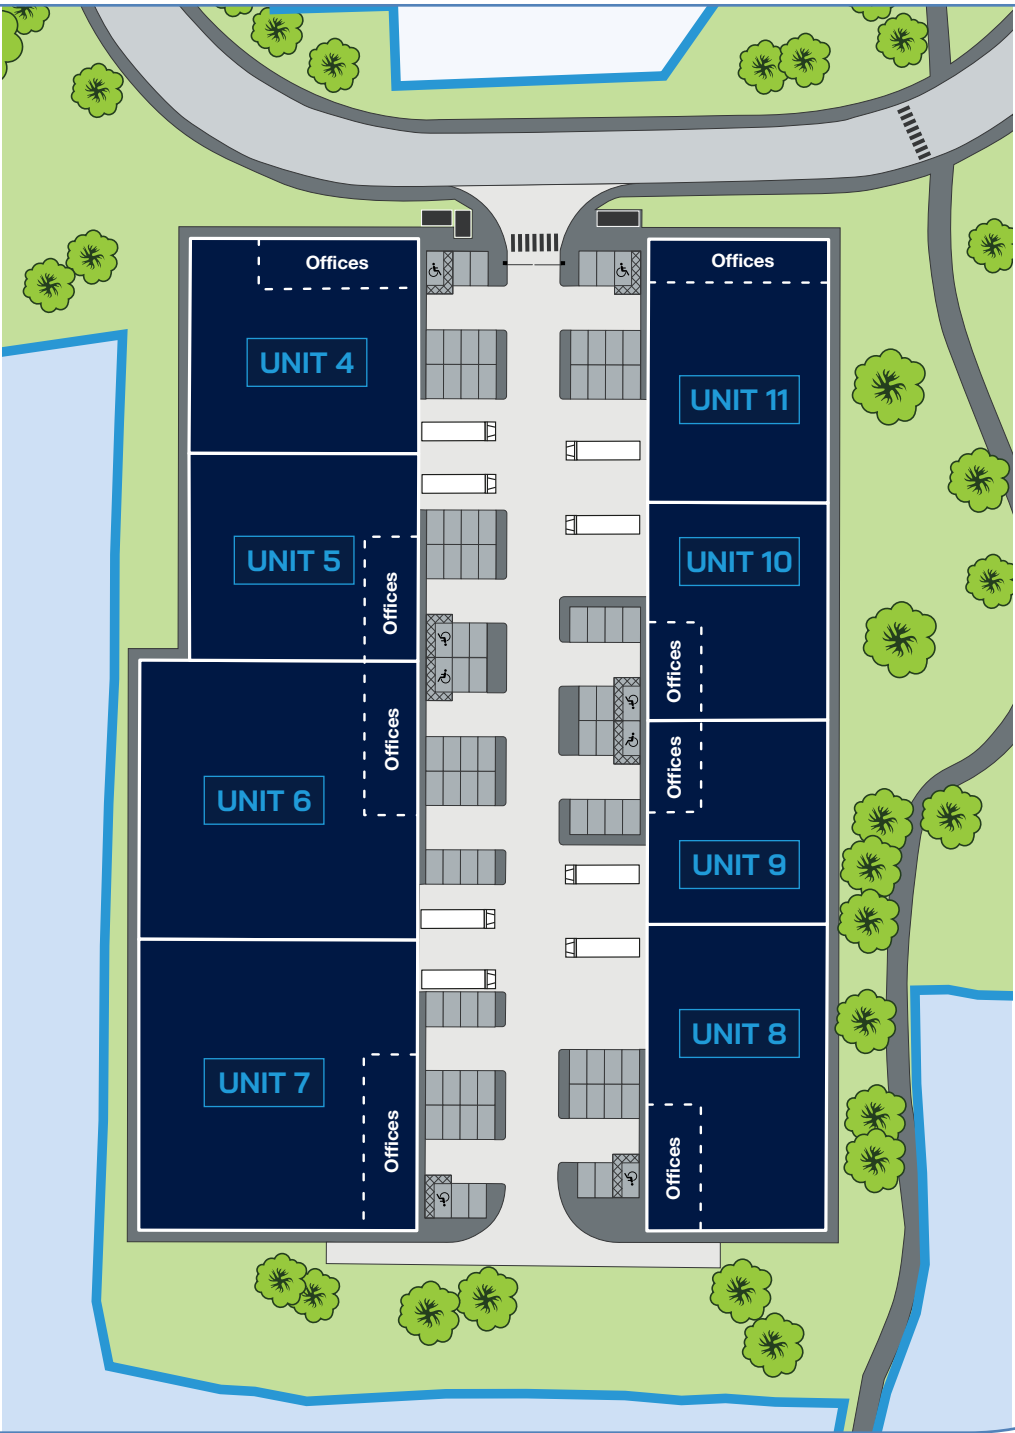 Offices
UNIT 4
UNIT 5
Offices
Offices
UNIT 6
UNIT 7
Offices
Offices
UNIT 11
UNIT 10
Offices
Offices
UNIT 9
UNIT 8
Offices